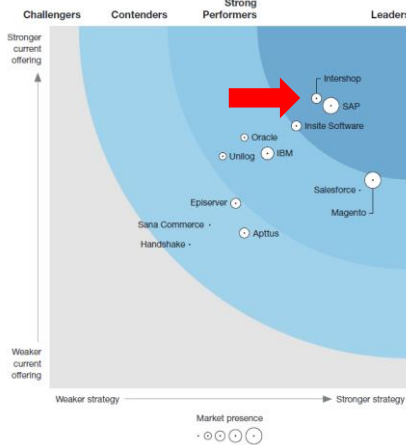 Challengers
Contenders
Strong
Performers
Leaders
Stronger
current
offering
Intershop
SAP
Insite Software
Oracle
IBM
Unilog
Salesforce
Episerver
Magento
Sana Commerce
Apttus
Handshake
Weaker
current
offering
Weaker strategy
Stronger strategy
Market presence